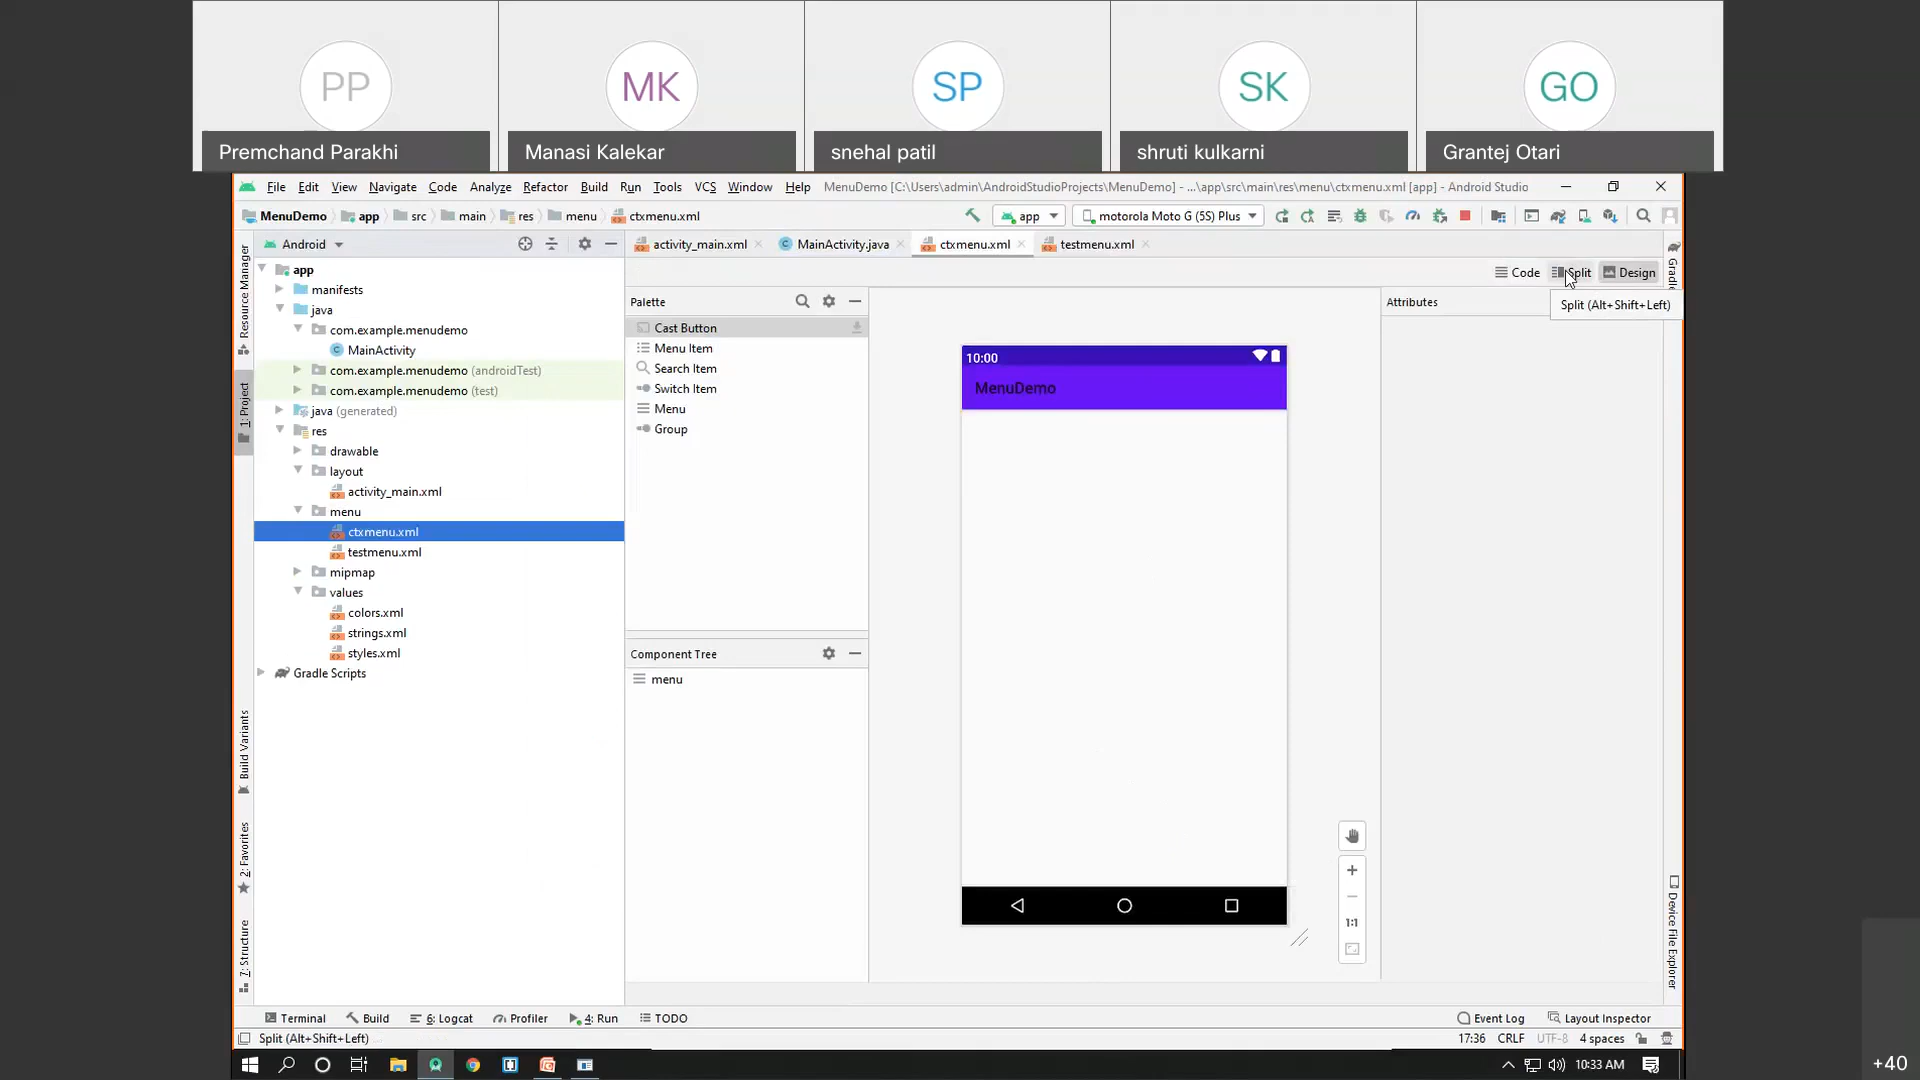 PP
MK
SP
SK
GO
Premchand Parakhi
Manasi Kalekar
snehal patil
shruti kulkarni
Grantej Otari
File Edit View Navigate Code Analyze Refactor Build Run Tools VCS Window Help MenuDemo [C:\Users\admin\AndroidStudioProjects\MenuDemo] - ...\app\src\main\res\menu\ctxmenu.xml [app] - Android Studio
MenuDemo app src main res menu ctxmenu.xml app motorola Moto G (5S) Plus
Android
activity_main.xml MainActivity.java ctxmenu.xml testmenu.xml
Code Split Design
Split (Alt+Shift+Left)
Resource Manager
1: Project
Build Variants
2: Favorites
7: Structure
app
manifests
java
com.example.menudemo
MainActivity
com.example.menudemo (androidTest)
com.example.menudemo (test)
java (generated)
res
drawable
layout
activity_main.xml
menu
ctxmenu.xml
testmenu.xml
mipmap
values
colors.xml
strings.xml
styles.xml
Gradle Scripts
Palette
Cast Button
Menu Item
Search Item
Switch Item
Menu
Group
Component Tree
menu
10:00
MenuDemo
1:1
Attributes
Gradle
Device File Explorer
Terminal Build 6: Logcat Profiler 4: Run TODO Event Log Layout Inspector
Split (Alt+Shift+Left) 17:36 CRLF UTF-8 4 spaces
10:33 AM
+40